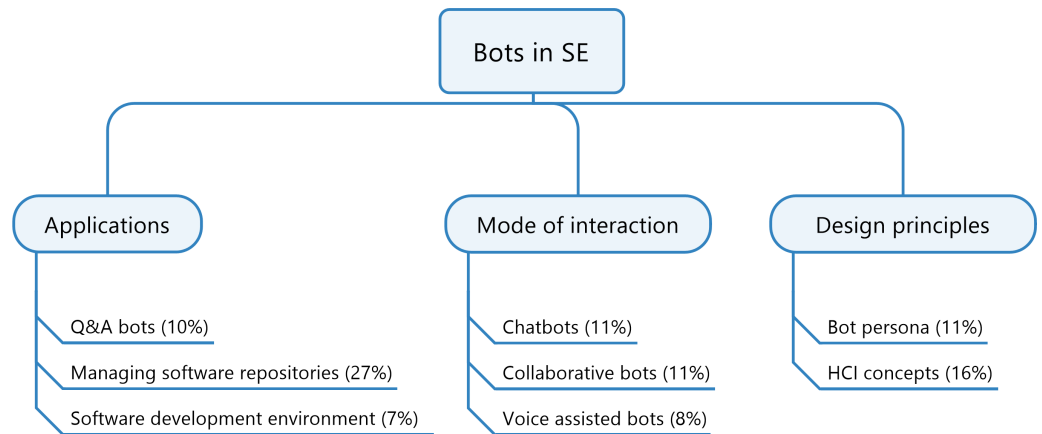 Bots in SE
Applications
Mode of interaction
Design principles
Q&A bots (10%)
Managing software repositories (27%)
Software development environment (7%)
Chatbots (11%)
Collaborative bots (11%)
Voice assisted bots (8%)
Bot persona (11%)
HCI concepts (16%)